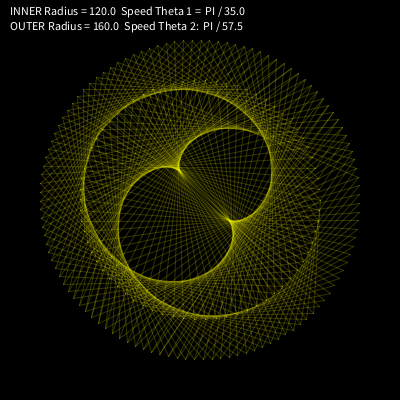 INNER Radius = 120.0 Speed Theta 1 = PI / 35.0
OUTER Radius = 160.0 Speed Theta 2: PI / 57.5